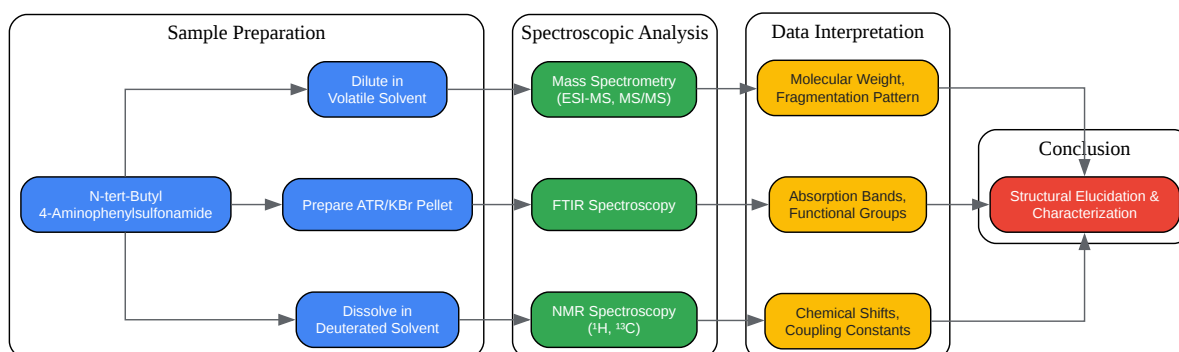 Sample Preparation
Spectroscopic Analysis
Data Interpretation
Dilute in
Volatile Solvent
Mass Spectrometry
(ESI-MS, MS/MS)
Molecular Weight,
Fragmentation Pattern
Conclusion
N-tert-Butyl
4-Aminophenylsulfonamide
Prepare ATR/KBr Pellet
FTIR Spectroscopy
Absorption Bands,
Functional Groups
Structural Elucidation &
Characterization
Dissolve in
Deuterated Solvent
NMR Spectroscopy
(¹H, ¹³C)
Chemical Shifts,
Coupling Constants